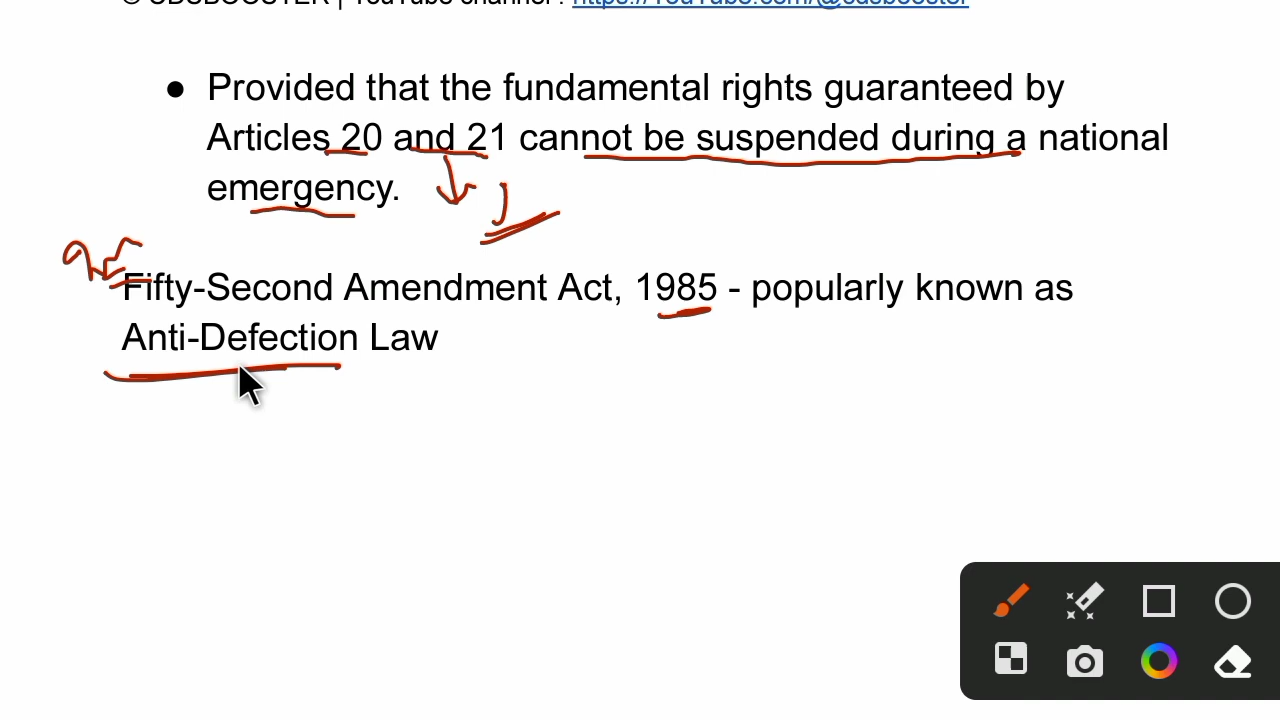 ● Provided that the fundamental rights guaranteed by
Articles 20 and 21 cannot be suspended during a national
emergency.
Fifty-Second Amendment Act, 1985 - popularly known as
Anti-Defection Law